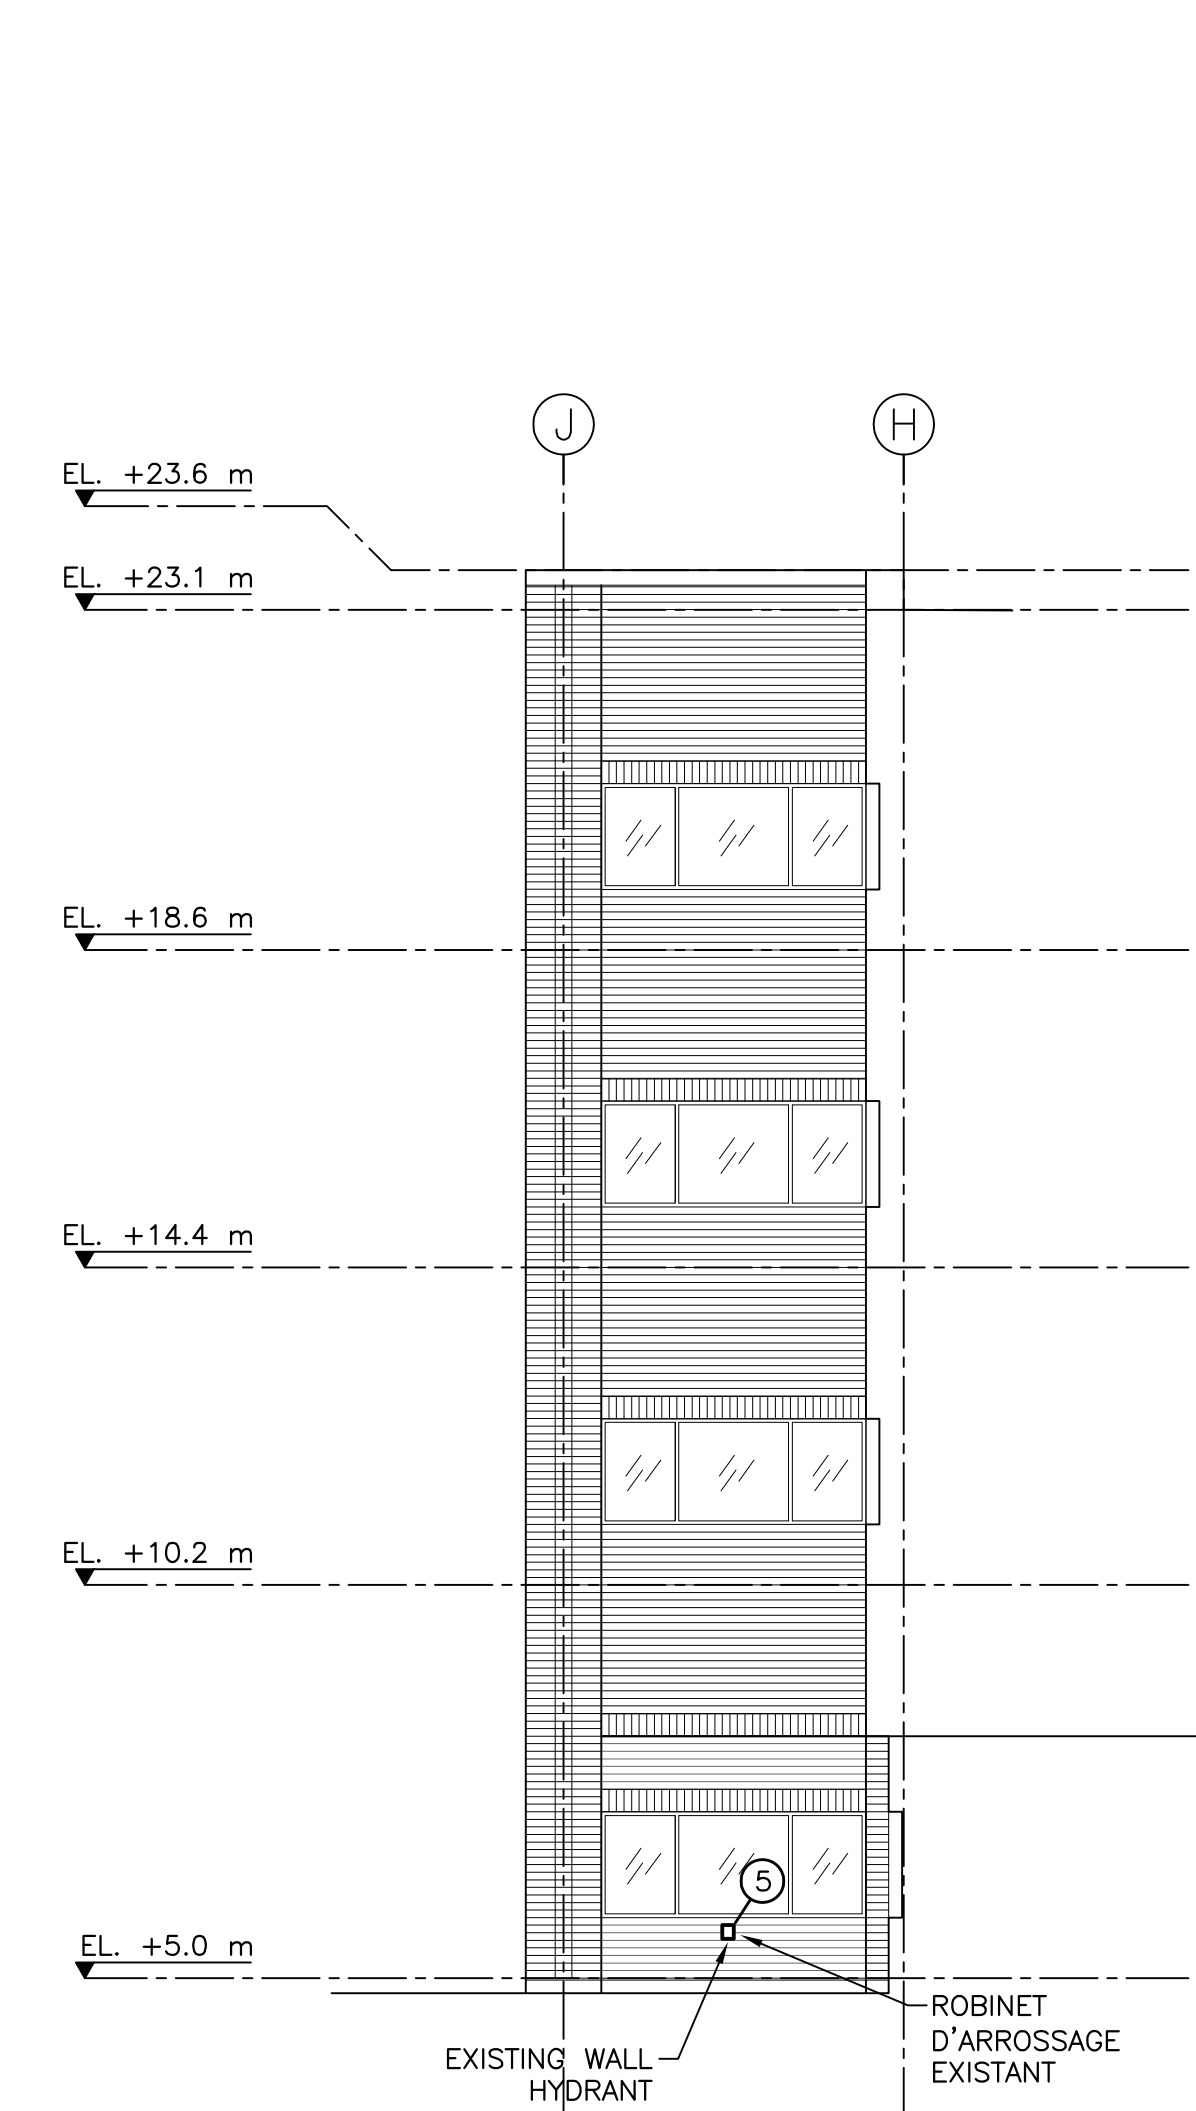 J
H
EL. +23.6 m
EL. +23.1 m
EL. +18.6 m
EL. +14.4 m
EL. +10.2 m
5
EL. +5.0 m
EXISTING WALL
HYDRANT
ROBINET
D'ARROSSAGE
EXISTANT